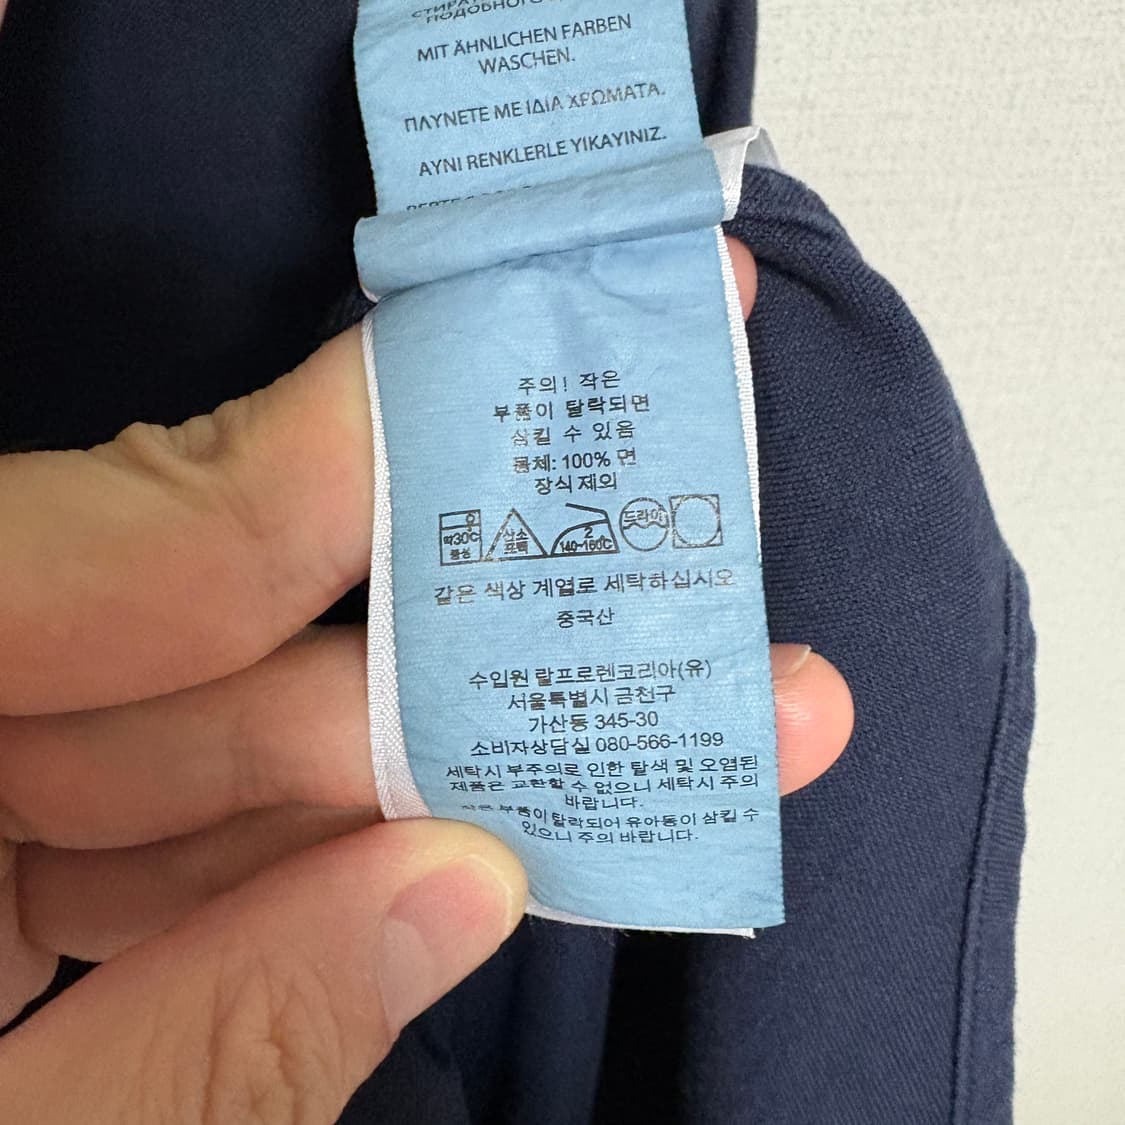 ПОДОБНОГО
MIT ÄHNLICHEN FARBEN
WASCHEN.
ΠΛΥΝΕΤΕ ΜΕ ΙΔΙΑ ΧΡΩΜΑΤΑ.
AYNI RENKLERLE YIKAYINIZ.
주의! 작은
부품이 탈락되면
삼킬 수 있음
몸체: 100% 면
장식 제의
약30℃
중성
산소
표백
2
140~160℃
드라이
같은 색상 계열로 세탁하십시오
중국산
수입원 랄프로렌코리아(유)
서울특별시 금천구
가산동 345-30
소비자상담실 080-566-1199
세탁시 부주의로 인한 탈색 및 오염된
제품은 교환할 수 없으니 세탁시 주의
바랍니다.
작은 부품이 탈락되어 유아동이 삼킬 수
있으니 주의 바랍니다.